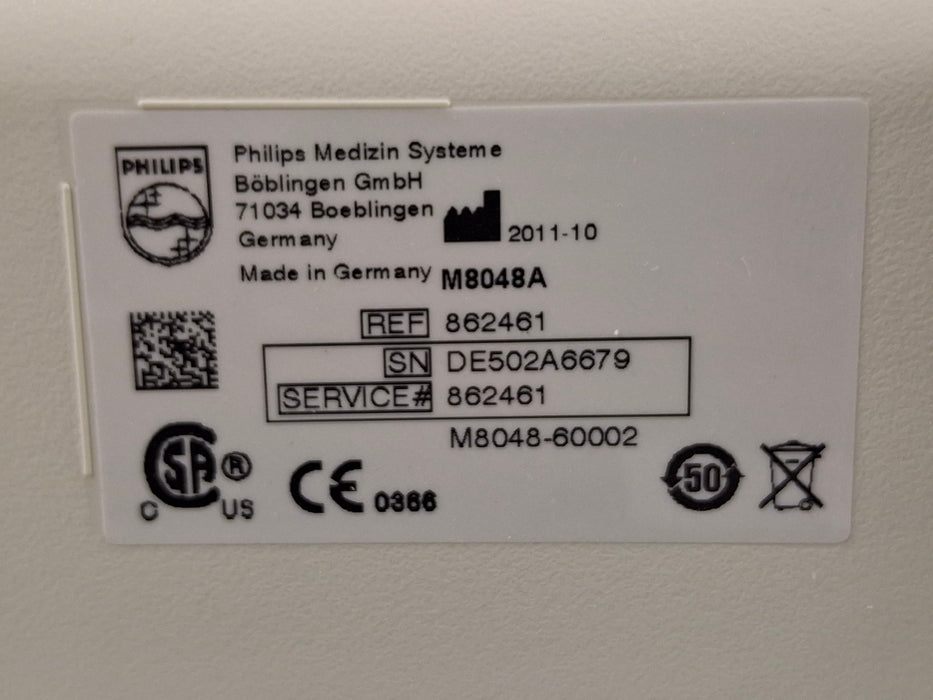 PHILIPS
Philips Medizin Systeme
Böblingen GmbH
71034 Boeblingen
Germany
2011-10
Made in Germany M8048A
REF 862461
SN DE502A6679
SERVICE# 862461
M8048-60002
SA ®
C US
CE 0366
50